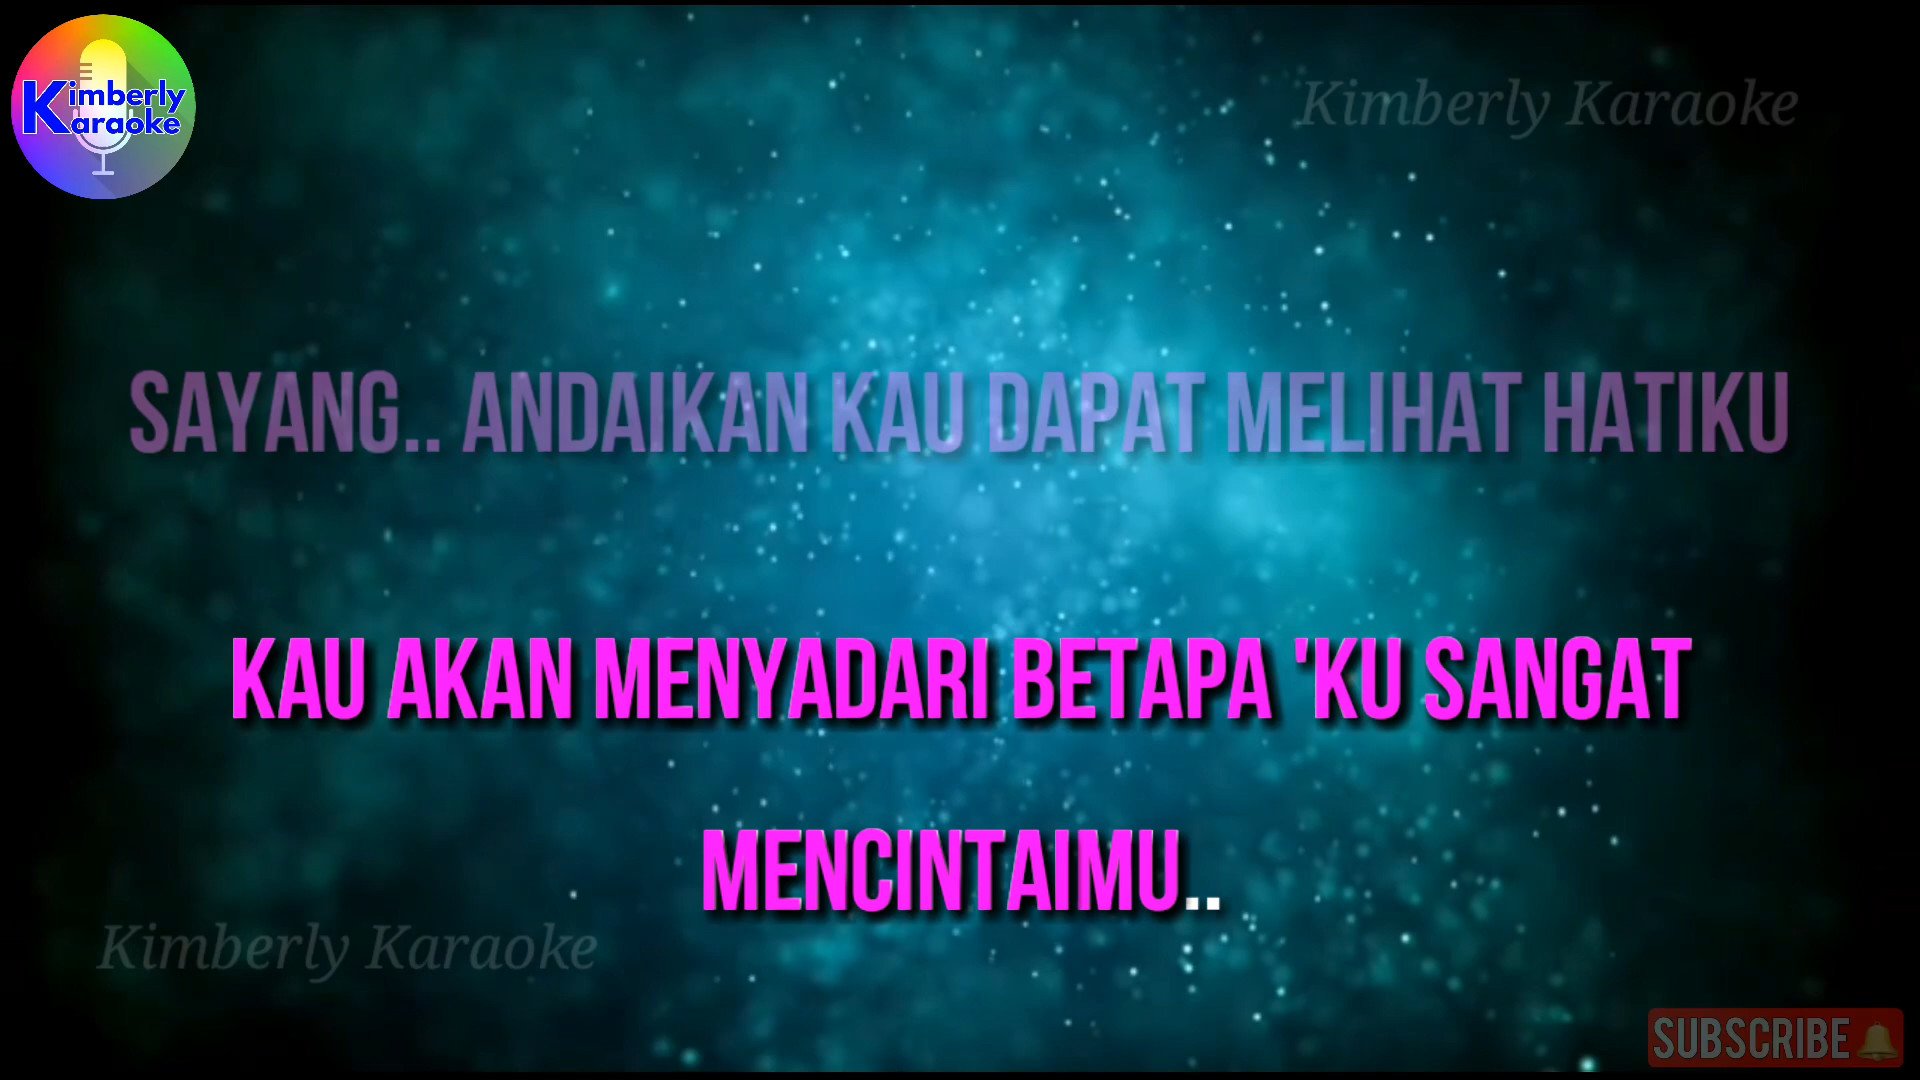 Kimberly
Karaoke
Kimberly Karaoke
SAYANG.. ANDAIKAN KAU DAPAT MELIHAT HATIKU
KAU AKAN MENYADARI BETAPA 'KU SANGAT
MENCINTAIMU..
Kimberly Karaoke
SUBSCRIBE